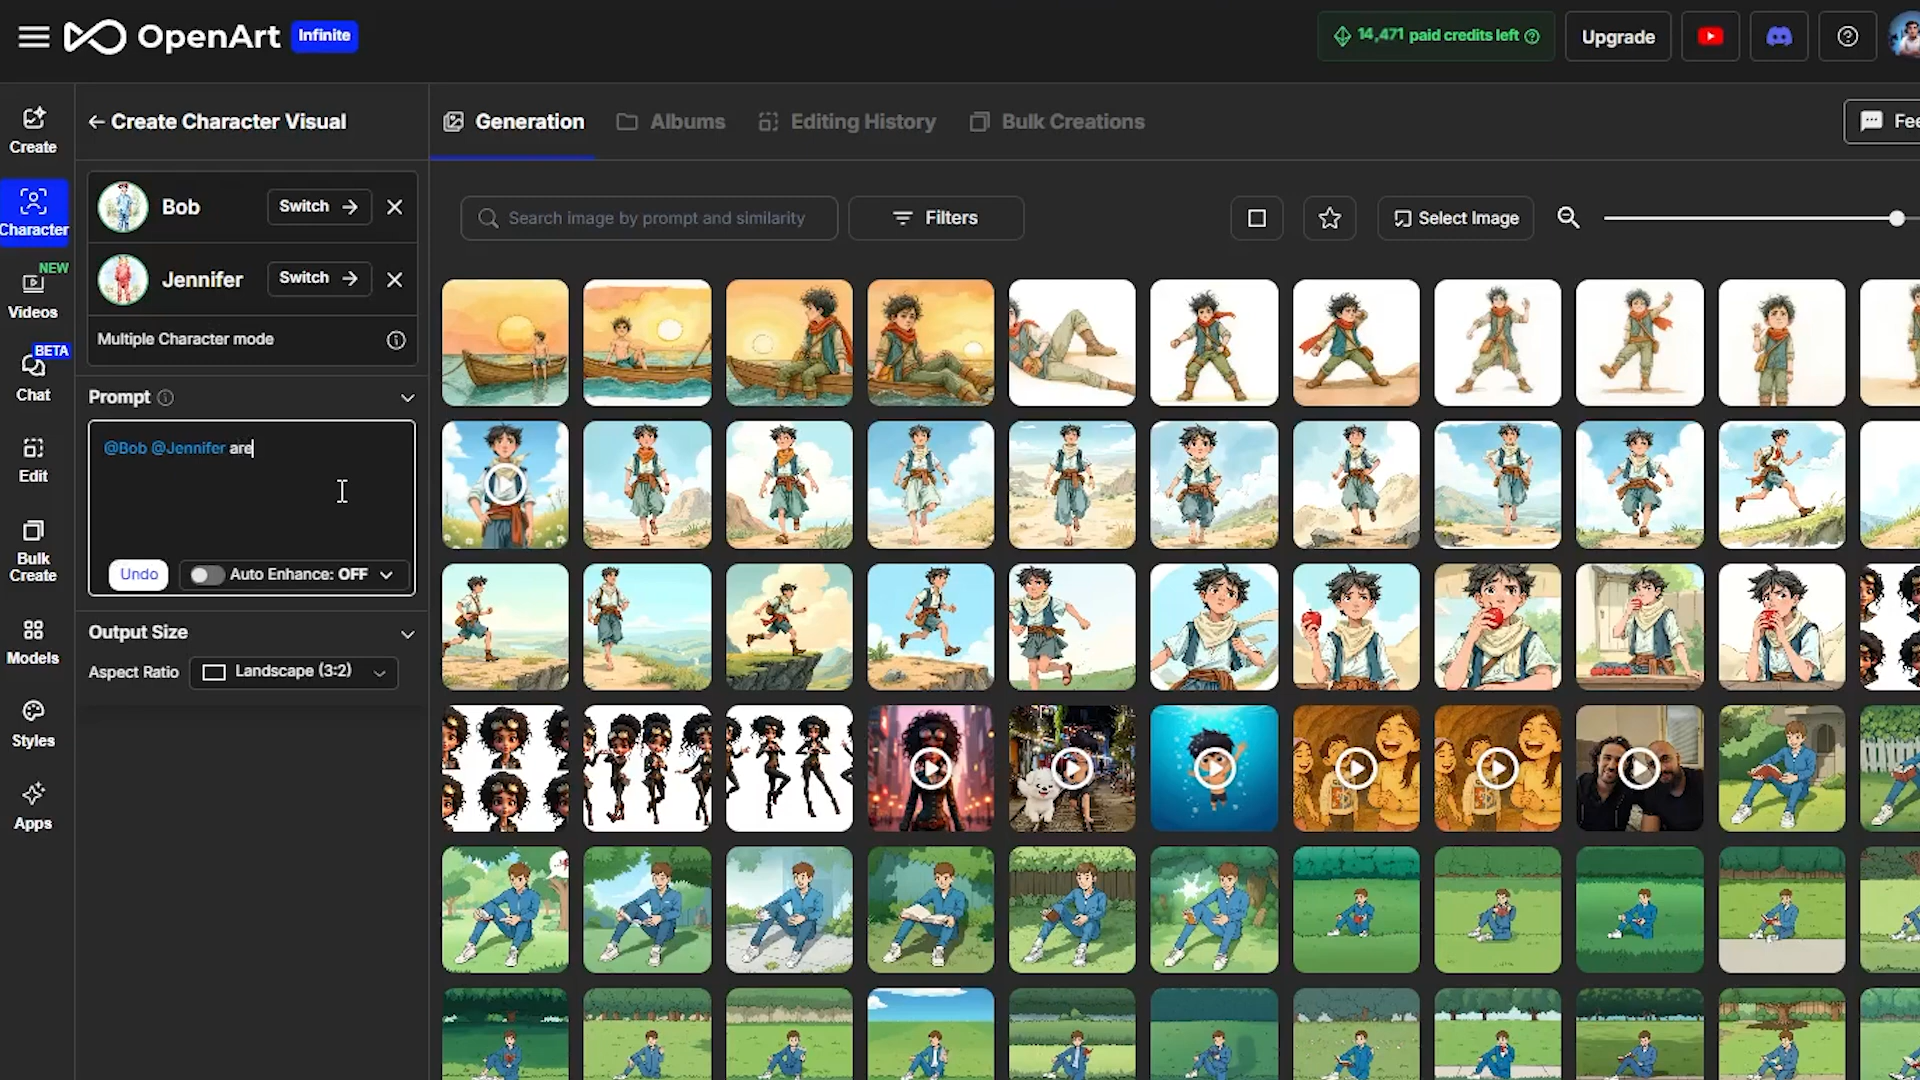 OpenArt
Infinite
14,471 paid credits left
Upgrade
Create
Create Character Visual
Generation
Albums
Editing History
Bulk Creations
Fee
Character
Bob
Switch
Search image by prompt and similarity
Filters
Select Image
NEW
Videos
Jennifer
Switch
Multiple Character mode
BETA
Chat
Prompt
@Bob @Jennifer are
Edit
Bulk
Create
Undo
Auto Enhance: OFF
Models
Output Size
Aspect Ratio
Landscape (3:2)
Styles
Apps